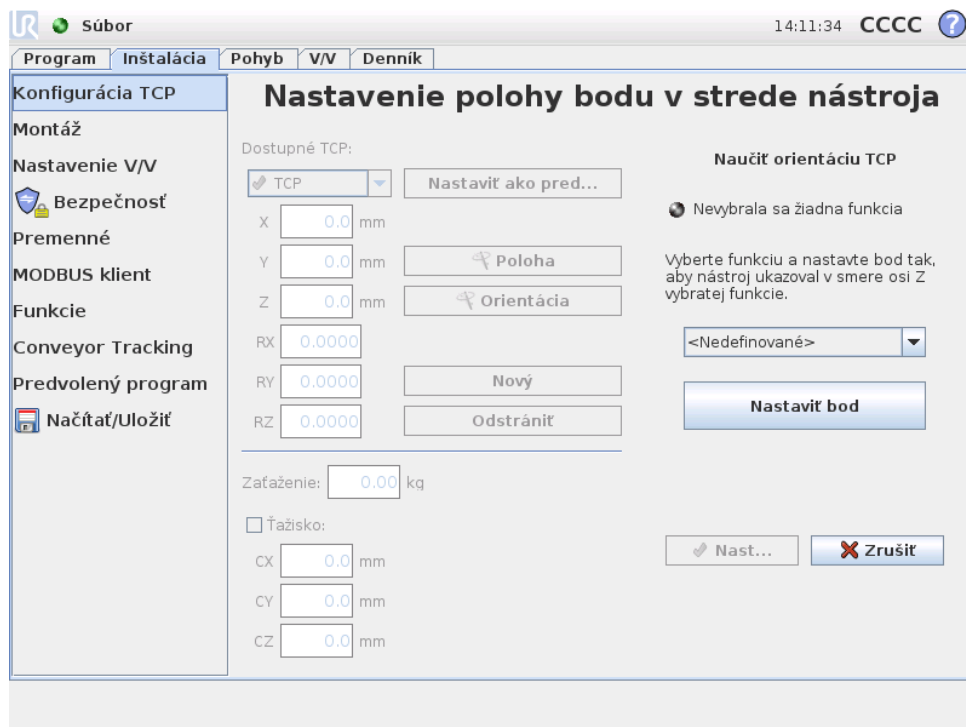 UR
Súbor
14:11:34 CCCC ?
Program Inštalácia Pohyb V/V Denník
Konfigurácia TCP
Montáž
Nastavenie V/V
Bezpečnosť
Premenné
MODBUS klient
Funkcie
Conveyor Tracking
Predvolený program
Načítať/Uložiť
Nastavenie polohy bodu v strede nástroja
Dostupné TCP:
TCP Nastaviť ako pred...
X 0.0 mm
Y 0.0 mm Poloha
Z 0.0 mm Orientácia
RX 0.0000
RY 0.0000 Nový
RZ 0.0000 Odstrániť
Zaťaženie: 0.00 kg
Ťažisko:
CX 0.0 mm
CY 0.0 mm
CZ 0.0 mm
Naučiť orientáciu TCP
Nevybrala sa žiadna funkcia
Vyberte funkciu a nastavte bod tak,
aby nástroj ukazoval v smere osi Z
vybratej funkcie.
<Nedefinované>
Nastaviť bod
Nast... Zrušiť